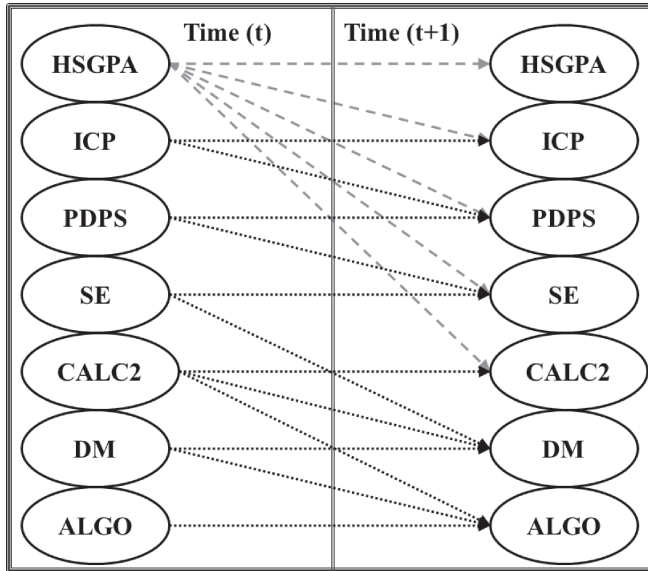 Time (t) Time (t+1)
HSGPA HSGPA
ICP ICP
PDPS PDPS
SE SE
CALC2 CALC2
DM DM
ALGO ALGO